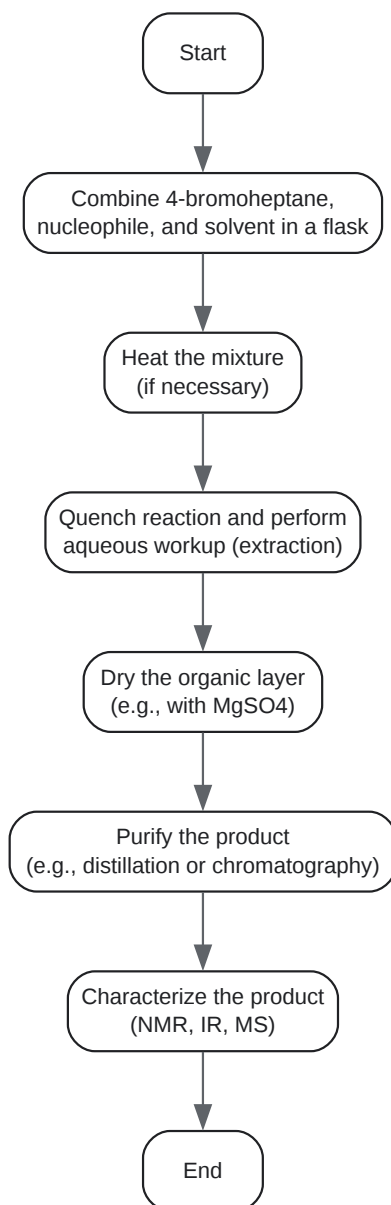 Start
Combine 4-bromoheptane,
nucleophile, and solvent in a flask
Heat the mixture
(if necessary)
Quench reaction and perform
aqueous workup (extraction)
Dry the organic layer
(e.g., with MgSO4)
Purify the product
(e.g., distillation or chromatography)
Characterize the product
(NMR, IR, MS)
End